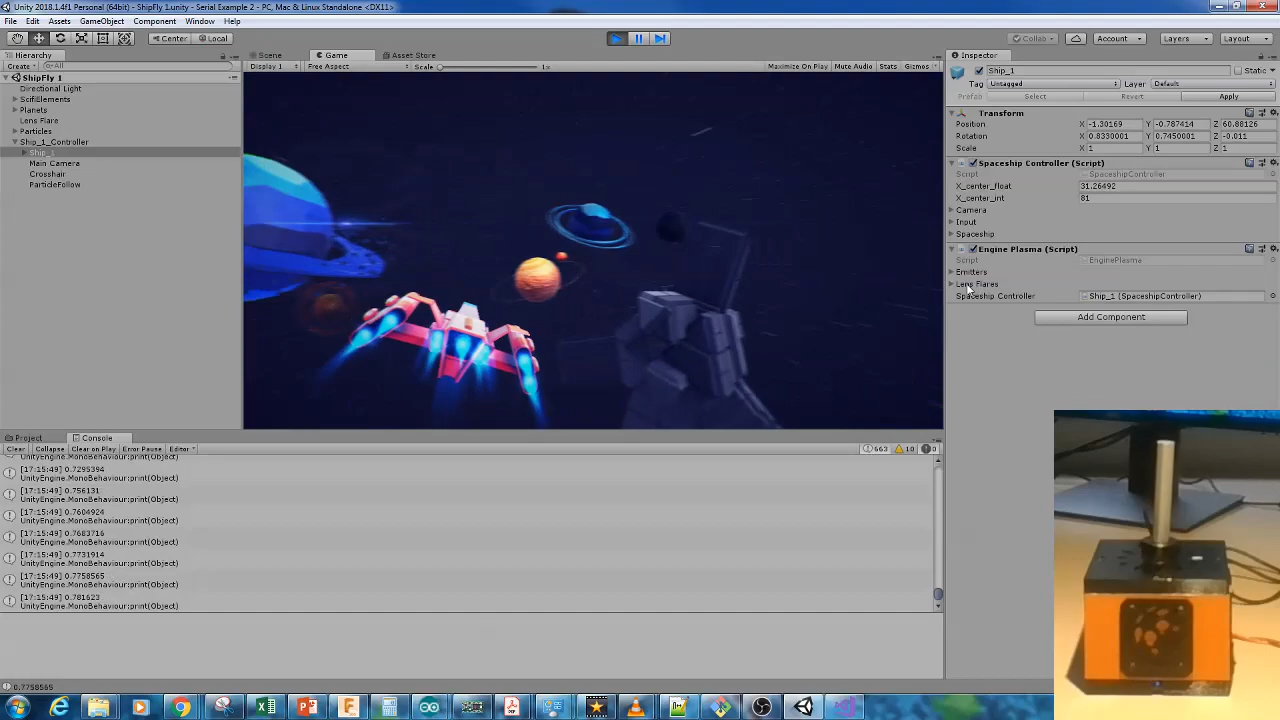 Unity 2018.1.4f1 Personal (64bit) - ShipFly 1.unity - Serial Example 2 - PC, Mac & Linux Standalone <DX11>
File Edit Assets GameObject Component Window Help
Center Local Collab Account Layers Layout
Hierarchy
Create All
ShipFly 1
Directional Light
ScifiElements
Planets
Lens Flare
Particles
Ship_1_Controller
Ship_1
Main Camera
Crosshair
ParticleFollow
Scene Game Asset Store
Display 1 Free Aspect Scale 1x Maximize On Play Mute Audio Stats Gizmos
Inspector
Ship_1 Static
Tag Untagged Layer Default
Prefab Select Revert Apply
Transform
Position X -1.30169 Y -0.787414 Z 60.88126
Rotation X 0.8330001 Y 0.7450001 Z -0.011
Scale X 1 Y 1 Z 1
Spaceship Controller (Script)
Script SpaceshipController
X_center_float 31.26492
X_center_int 81
Camera
Input
Spaceship
Engine Plasma (Script)
Script EnginePlasma
Emitters
Lens Flares
Spaceship Controller Ship_1 (SpaceshipController)
Add Component
Project Console
Clear Collapse Clear on Play Error Pause Editor 663 10 0
UnityEngine.MonoBehaviour:print(Object)
[17:15:49] 0.7295394
UnityEngine.MonoBehaviour:print(Object)
[17:15:49] 0.756131
UnityEngine.MonoBehaviour:print(Object)
[17:15:49] 0.7604924
UnityEngine.MonoBehaviour:print(Object)
[17:15:49] 0.7683716
UnityEngine.MonoBehaviour:print(Object)
[17:15:49] 0.7731914
UnityEngine.MonoBehaviour:print(Object)
[17:15:49] 0.7758565
UnityEngine.MonoBehaviour:print(Object)
[17:15:49] 0.781623
UnityEngine.MonoBehaviour:print(Object)
0.7758565